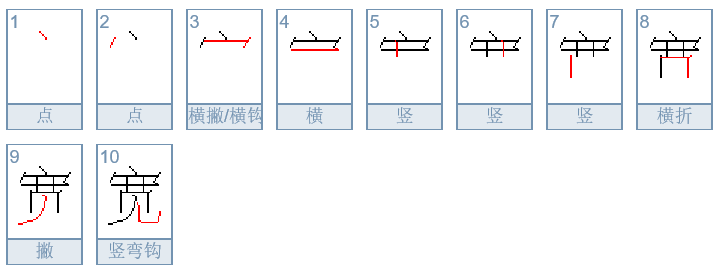 1 2 3 4 5 6 7 8
点 点 横撇/横钩 横 竖 竖 竖 横折
9 10
宽
撇 竖弯钩